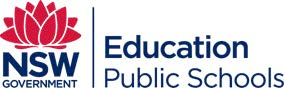 NSW
GOVERNMENT
Education
Public Schools